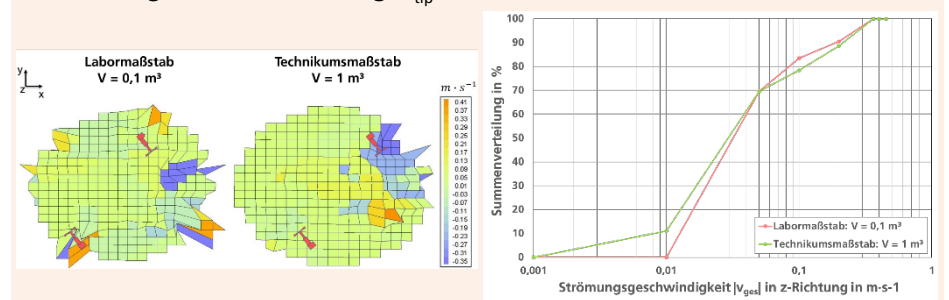 tip
Labormaßstab
V = 0,1 m³
Technikumsmaßstab
V = 1 m³
y
z
x
m · s⁻¹
0.41
0.37
0.33
0.29
0.25
0.21
0.17
0.13
0.09
0.05
0.01
-0.03
-0.07
-0.11
-0.15
-0.19
-0.23
-0.27
-0.31
-0.35
Summenverteilung in %
100
90
80
70
60
50
40
30
20
10
0
0,001
0,01
0,1
1
Labormaßstab: V = 0,1 m³
Technikumsmaßstab: V = 1 m³
Strömungsgeschwindigkeit |vges| in z-Richtung in m·s-1